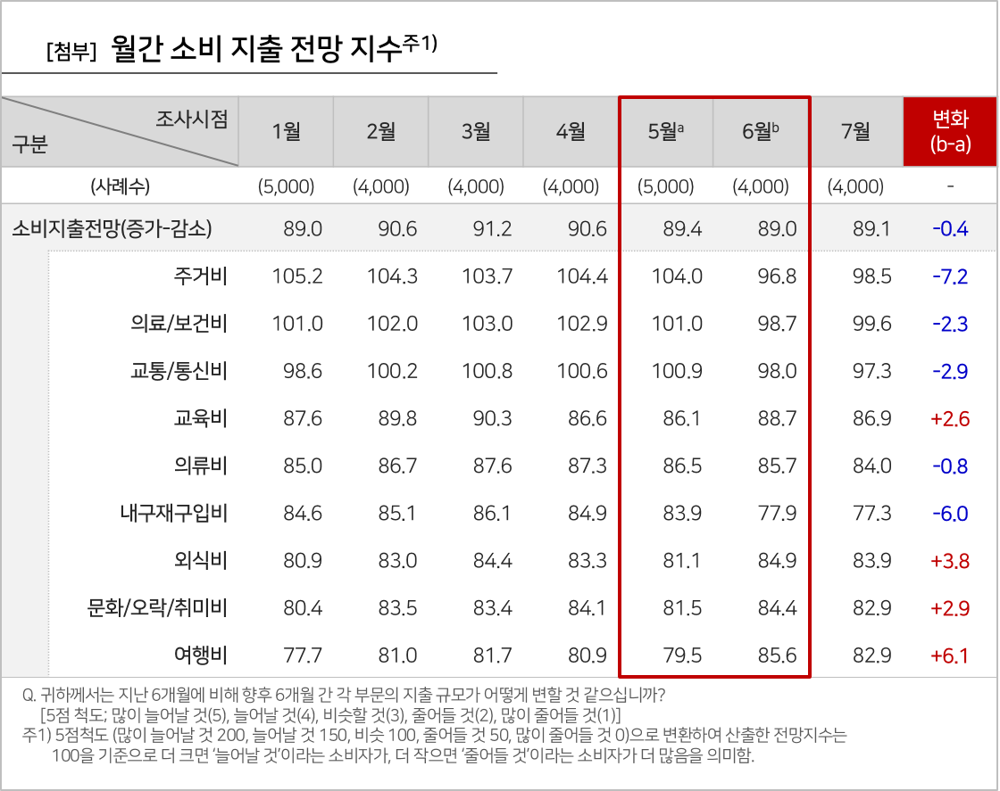 [첨부] 월간 소비 지출 전망 지수주1)
조사시점
구분 1월 2월 3월 4월 5월a 6월b 7월 변화
(b-a)
(사례수) (5,000) (4,000) (4,000) (4,000) (5,000) (4,000) (4,000) -
소비지출전망(증가-감소) 89.0 90.6 91.2 90.6 89.4 89.0 89.1 -0.4
주거비 105.2 104.3 103.7 104.4 104.0 96.8 98.5 -7.2
의료/보건비 101.0 102.0 103.0 102.9 101.0 98.7 99.6 -2.3
교통/통신비 98.6 100.2 100.8 100.6 100.9 98.0 97.3 -2.9
교육비 87.6 89.8 90.3 86.6 86.1 88.7 86.9 +2.6
의류비 85.0 86.7 87.6 87.3 86.5 85.7 84.0 -0.8
내구재구입비 84.6 85.1 86.1 84.9 83.9 77.9 77.3 -6.0
외식비 80.9 83.0 84.4 83.3 81.1 84.9 83.9 +3.8
문화/오락/취미비 80.4 83.5 83.4 84.1 81.5 84.4 82.9 +2.9
여행비 77.7 81.0 81.7 80.9 79.5 85.6 82.9 +6.1
Q. 귀하께서는 지난 6개월에 비해 향후 6개월 간 각 부문의 지출 규모가 어떻게 변할 것 같으십니까?
[5점 척도; 많이 늘어날 것(5), 늘어날 것(4), 비슷할 것(3), 줄어들 것(2), 많이 줄어들 것(1)]
주1) 5점척도 (많이 늘어날 것 200, 늘어날 것 150, 비슷 100, 줄어들 것 50, 많이 줄어들 것 0)으로 변환하여 산출한 전망지수는
100을 기준으로 더 크면 '늘어날 것'이라는 소비자가, 더 작으면 '줄어들 것'이라는 소비자가 더 많음을 의미함.